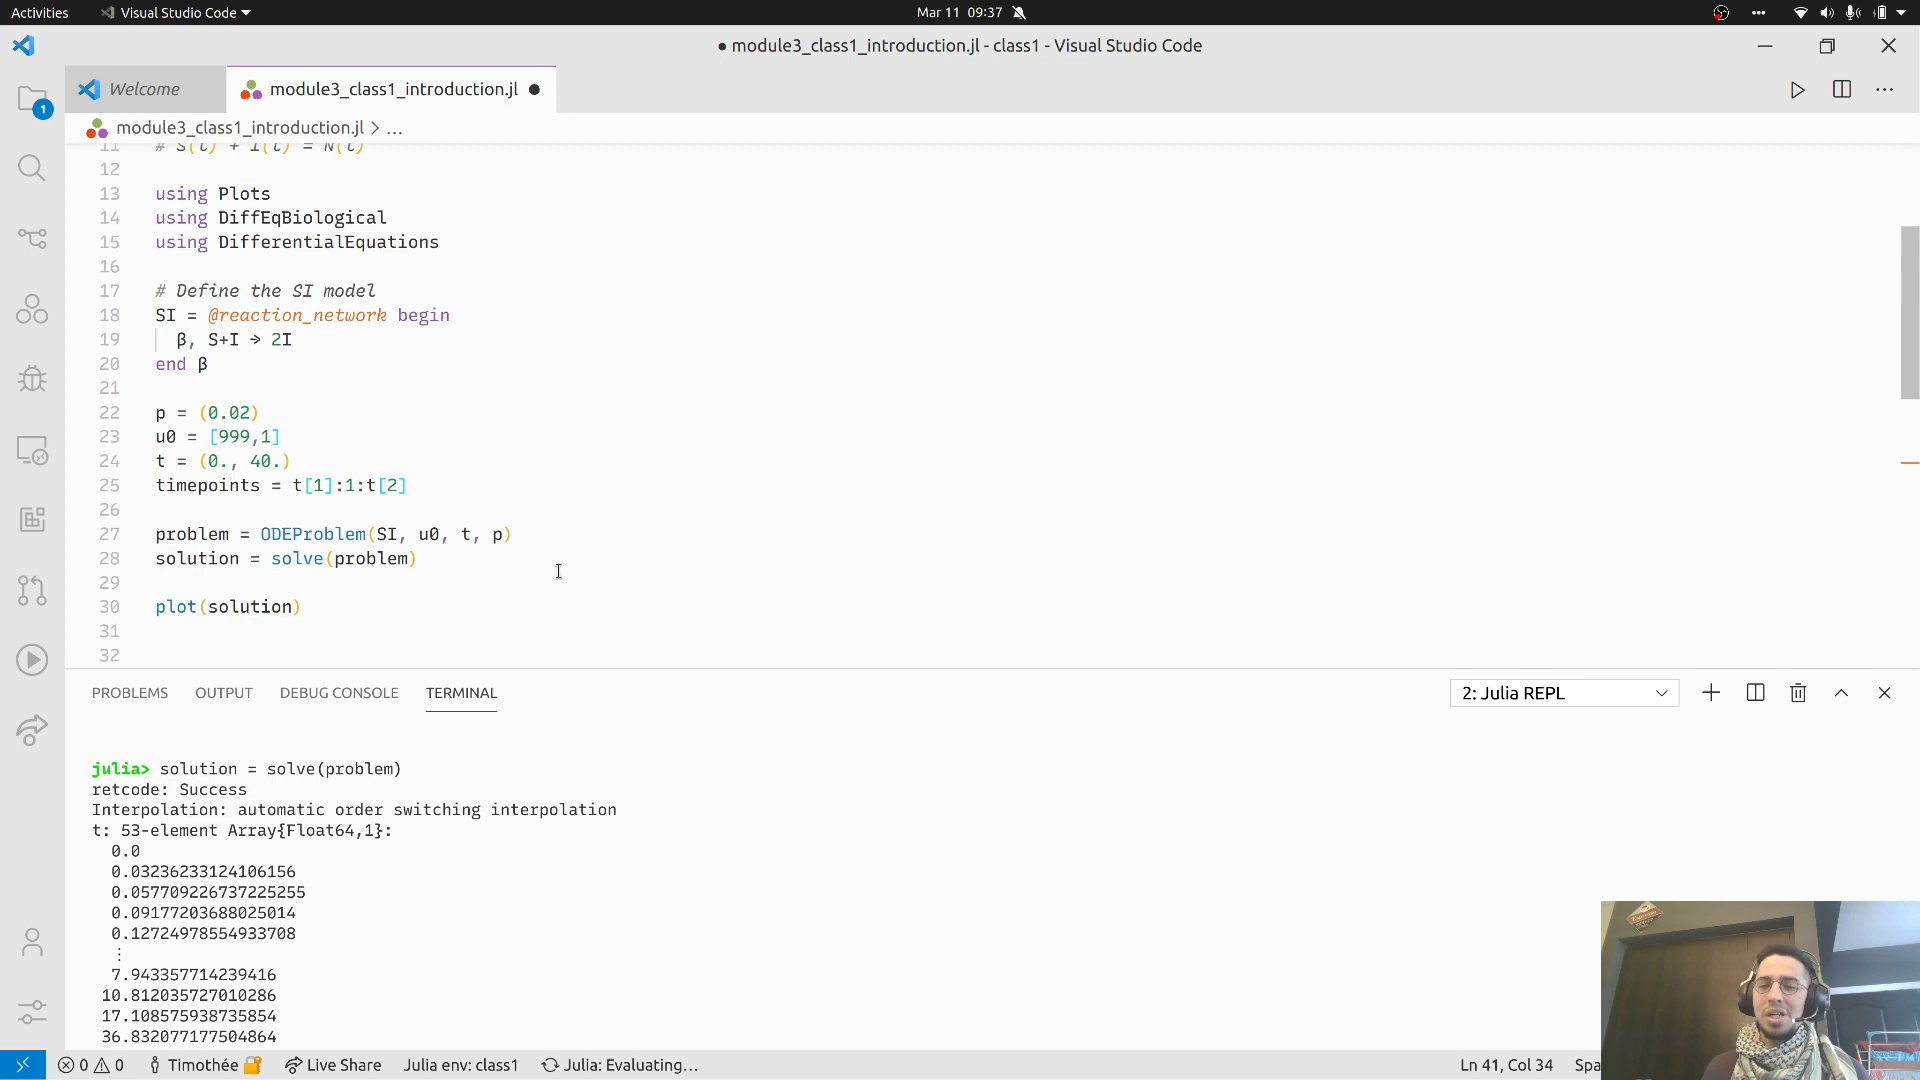 Activities
Visual Studio Code
Mar 11 09:37
● module3_class1_introduction.jl - class1 - Visual Studio Code
Welcome
module3_class1_introduction.jl ●
module3_class1_introduction.jl > ...
1
11 # S(t) + I(t) = N(t)
12
13 using Plots
14 using DiffEqBiological
15 using DifferentialEquations
16
17 # Define the SI model
18 SI = @reaction_network begin
19 β, S+I → 2I
20 end β
21
22 p = (0.02)
23 u0 = [999,1]
24 t = (0., 40.)
25 timepoints = t[1]:1:t[2]
26
27 problem = ODEProblem(SI, u0, t, p)
28 solution = solve(problem)
29
30 plot(solution)
31
32
PROBLEMS OUTPUT DEBUG CONSOLE TERMINAL
2: Julia REPL
julia> solution = solve(problem)
retcode: Success
Interpolation: automatic order switching interpolation
t: 53-element Array{Float64,1}:
0.0
0.03236233124106156
0.0577092267372 25255
0.09177203688025014
0.12724978554933708
⋮
7.943357714239416
10.812035727010286
17.108575938735854
36.832077177504864
0 0 Timothée Live Share Julia env: class1 Julia: Evaluating... Ln 41, Col 34 Spa